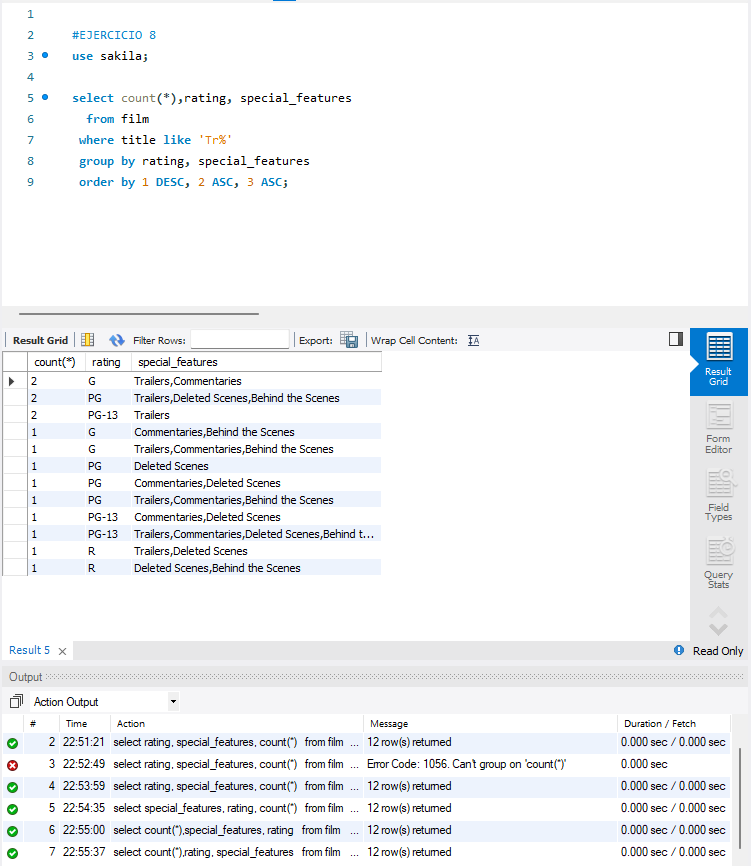 1
2 #EJERCICIO 8
3 use sakila;
4
5 select count(*),rating, special_features
6 from film
7 where title like 'Tr%'
8 group by rating, special_features
9 order by 1 DESC, 2 ASC, 3 ASC;
Result Grid Filter Rows: Export: Wrap Cell Content:
count(*) rating special_features
2 G Trailers,Commentaries
2 PG Trailers,Deleted Scenes,Behind the Scenes
2 PG-13 Trailers
1 G Commentaries,Behind the Scenes
1 G Trailers,Commentaries,Behind the Scenes
1 PG Deleted Scenes
1 PG Commentaries,Deleted Scenes
1 PG Trailers,Commentaries,Behind the Scenes
1 PG-13 Commentaries,Deleted Scenes
1 PG-13 Trailers,Commentaries,Deleted Scenes,Behind t...
1 R Trailers,Deleted Scenes
1 R Deleted Scenes,Behind the Scenes
Result
Grid
Form
Editor
Field
Types
Query
Stats
Result 5 Read Only
Output
Action Output
# Time Action Message Duration / Fetch
2 22:51:21 select rating, special_features, count(*) from film ... 12 row(s) returned 0.000 sec / 0.000 sec
3 22:52:49 select rating, special_features, count(*) from film ... Error Code: 1056. Can't group on 'count(*)' 0.000 sec
4 22:53:59 select rating, special_features, count(*) from film ... 12 row(s) returned 0.000 sec / 0.000 sec
5 22:54:35 select special_features, rating, count(*) from film ... 12 row(s) returned 0.000 sec / 0.000 sec
6 22:55:00 select count(*),special_features, rating from film ... 12 row(s) returned 0.000 sec / 0.000 sec
7 22:55:37 select count(*),rating, special_features from film ... 12 row(s) returned 0.000 sec / 0.000 sec